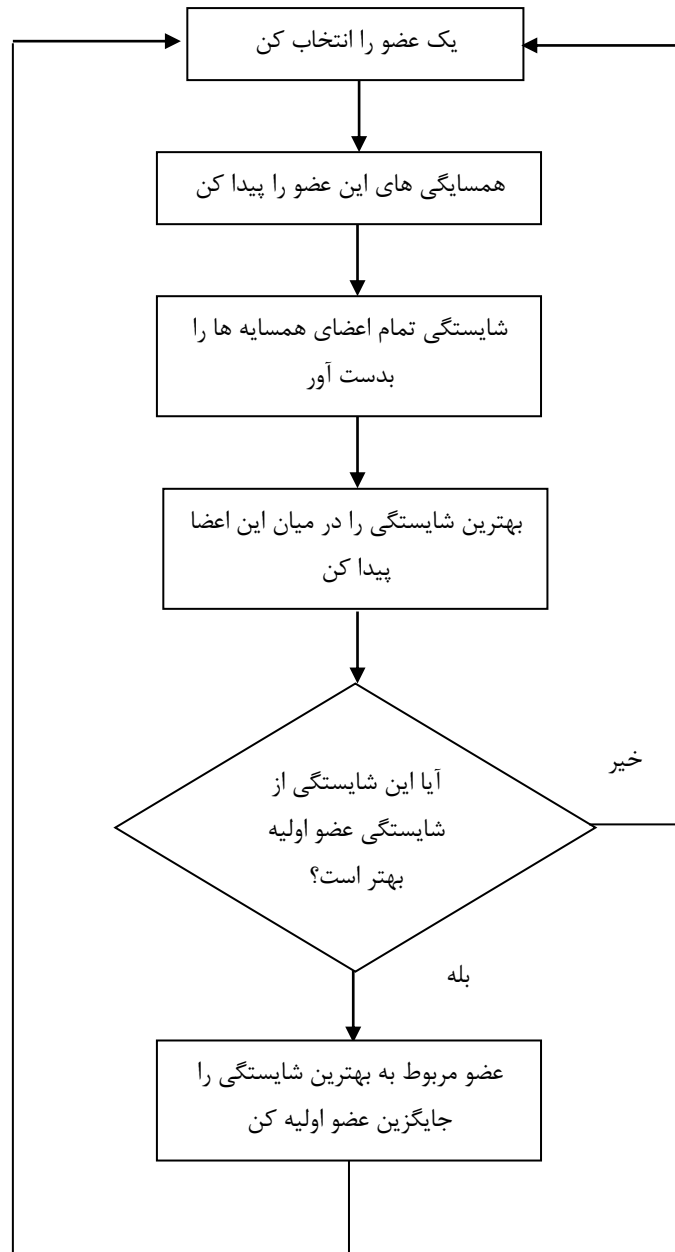 یک عضو را انتخاب کن
همسایگی های این عضو را پیدا کن
شایستگی تمام اعضای همسایه ها را
بدست آور
بهترین شایستگی را در میان این اعضا
پیدا کن
آیا این شایستگی از
شایستگی عضو اولیه
بهتر است؟
خیر
بله
عضو مربوط به بهترین شایستگی را
جایگزین عضو اولیه کن